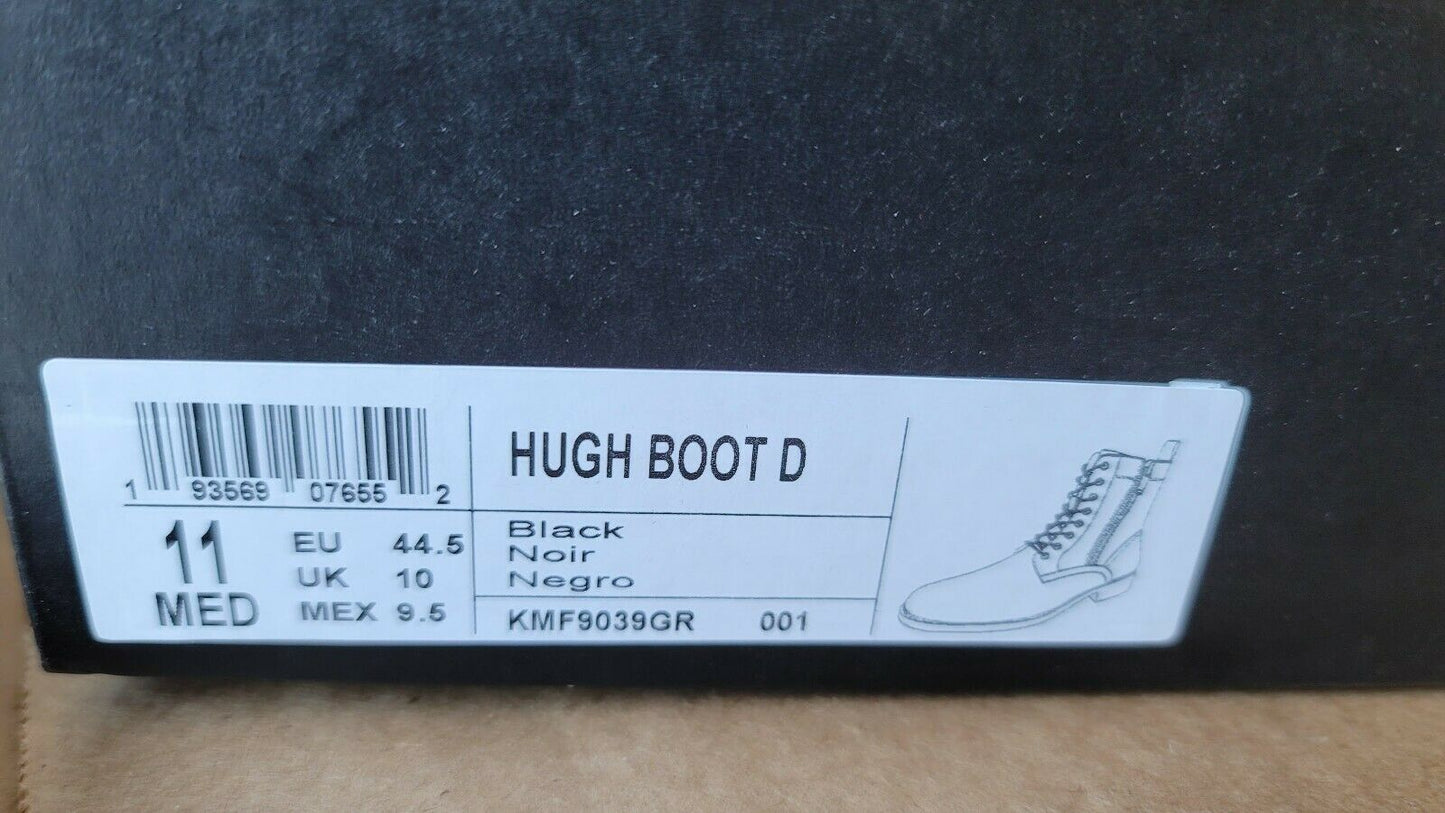 1 93569 07655 2
11
MED
EU 44.5
UK 10
MEX 9.5
HUGH BOOT D
Black
Noir
Negro
KMF9039GR 001